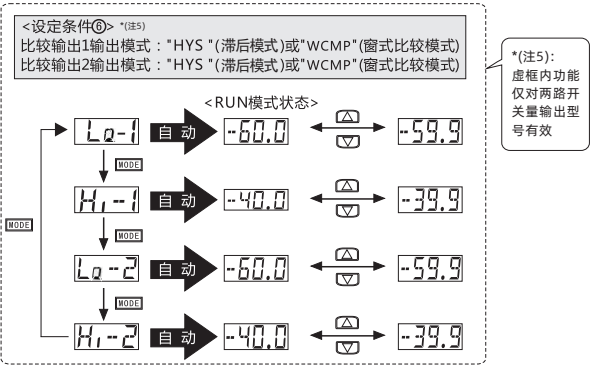 <设定条件⑥> *(注5)
比较输出1输出模式："HYS "(滞后模式)或"WCMP"(窗式比较模式)
比较输出2输出模式："HYS "(滞后模式)或"WCMP"(窗式比较模式)
*(注5):
虚框内功能
仅对两路开
关量输出型
号有效
<RUN模式状态>
Lo-1 自动 -60.0 -59.9
MODE
Hi-1 自动 -40.0 -39.9
MODE
MODE
Lo-2 自动 -60.0 -59.9
MODE
Hi-2 自动 -40.0 -39.9